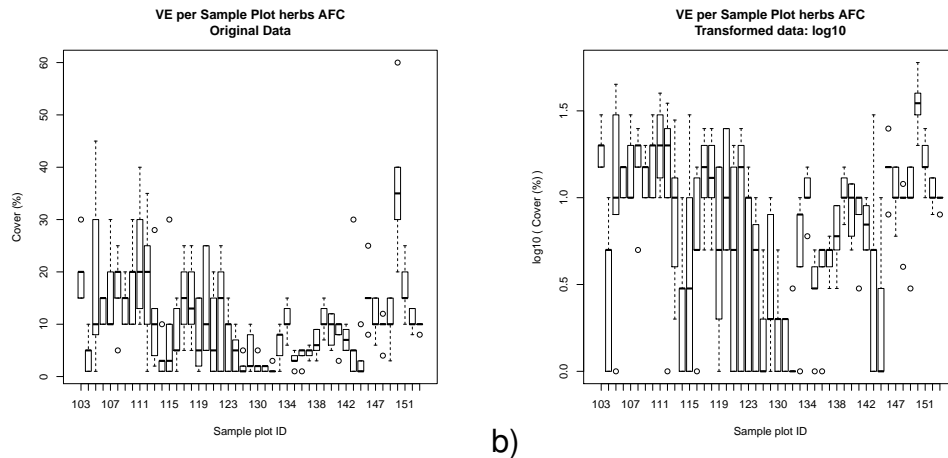 VE per Sample Plot herbs AFC
Original Data
60
50
40
30
20
10
0
Cover (%)
103 107 111 115 119 123 130 134 138 142 147 151
Sample plot ID
b)
VE per Sample Plot herbs AFC
Transformed data: log10
1.5
1.0
0.5
0.0
log10 ( Cover (%) )
103 107 111 115 119 123 130 134 138 142 147 151
Sample plot ID